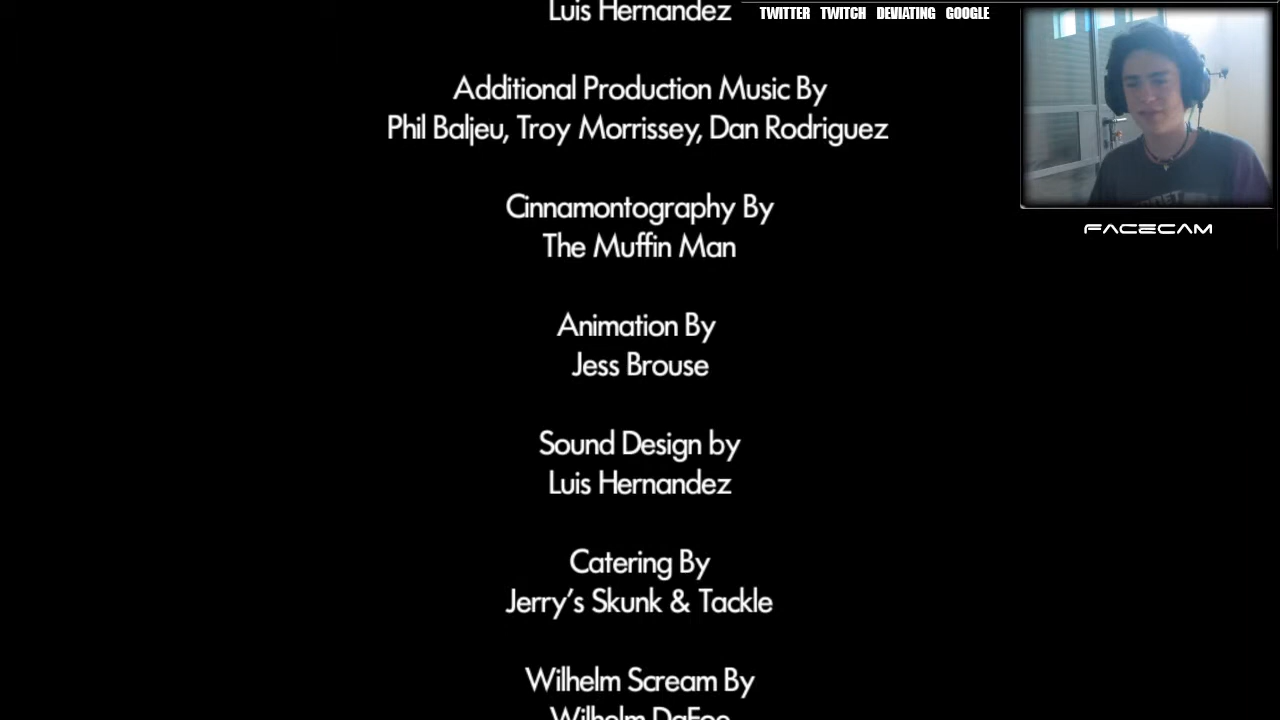 Luis Hernandez
TWITTER TWITCH DEVIATING GOOGLE
Additional Production Music By
Phil Baljeu, Troy Morrissey, Dan Rodriguez
Cinnamontography By
The Muffin Man
FACECAM
Animation By
Jess Brouse
Sound Design by
Luis Hernandez
Catering By
Jerry's Skunk & Tackle
Wilhelm Scream By
Wilhelm DaFoe